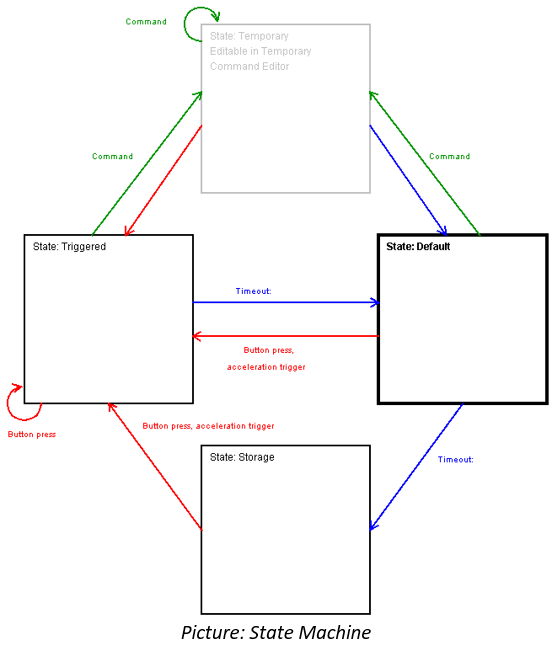 Command
State: Temporary
Editable in Temporary
Command Editor
Command
Command
State: Triggered
State: Default
Timeout:
Button press,
acceleration trigger
Button press
Button press, acceleration trigger
State: Storage
Timeout:
Picture: State Machine